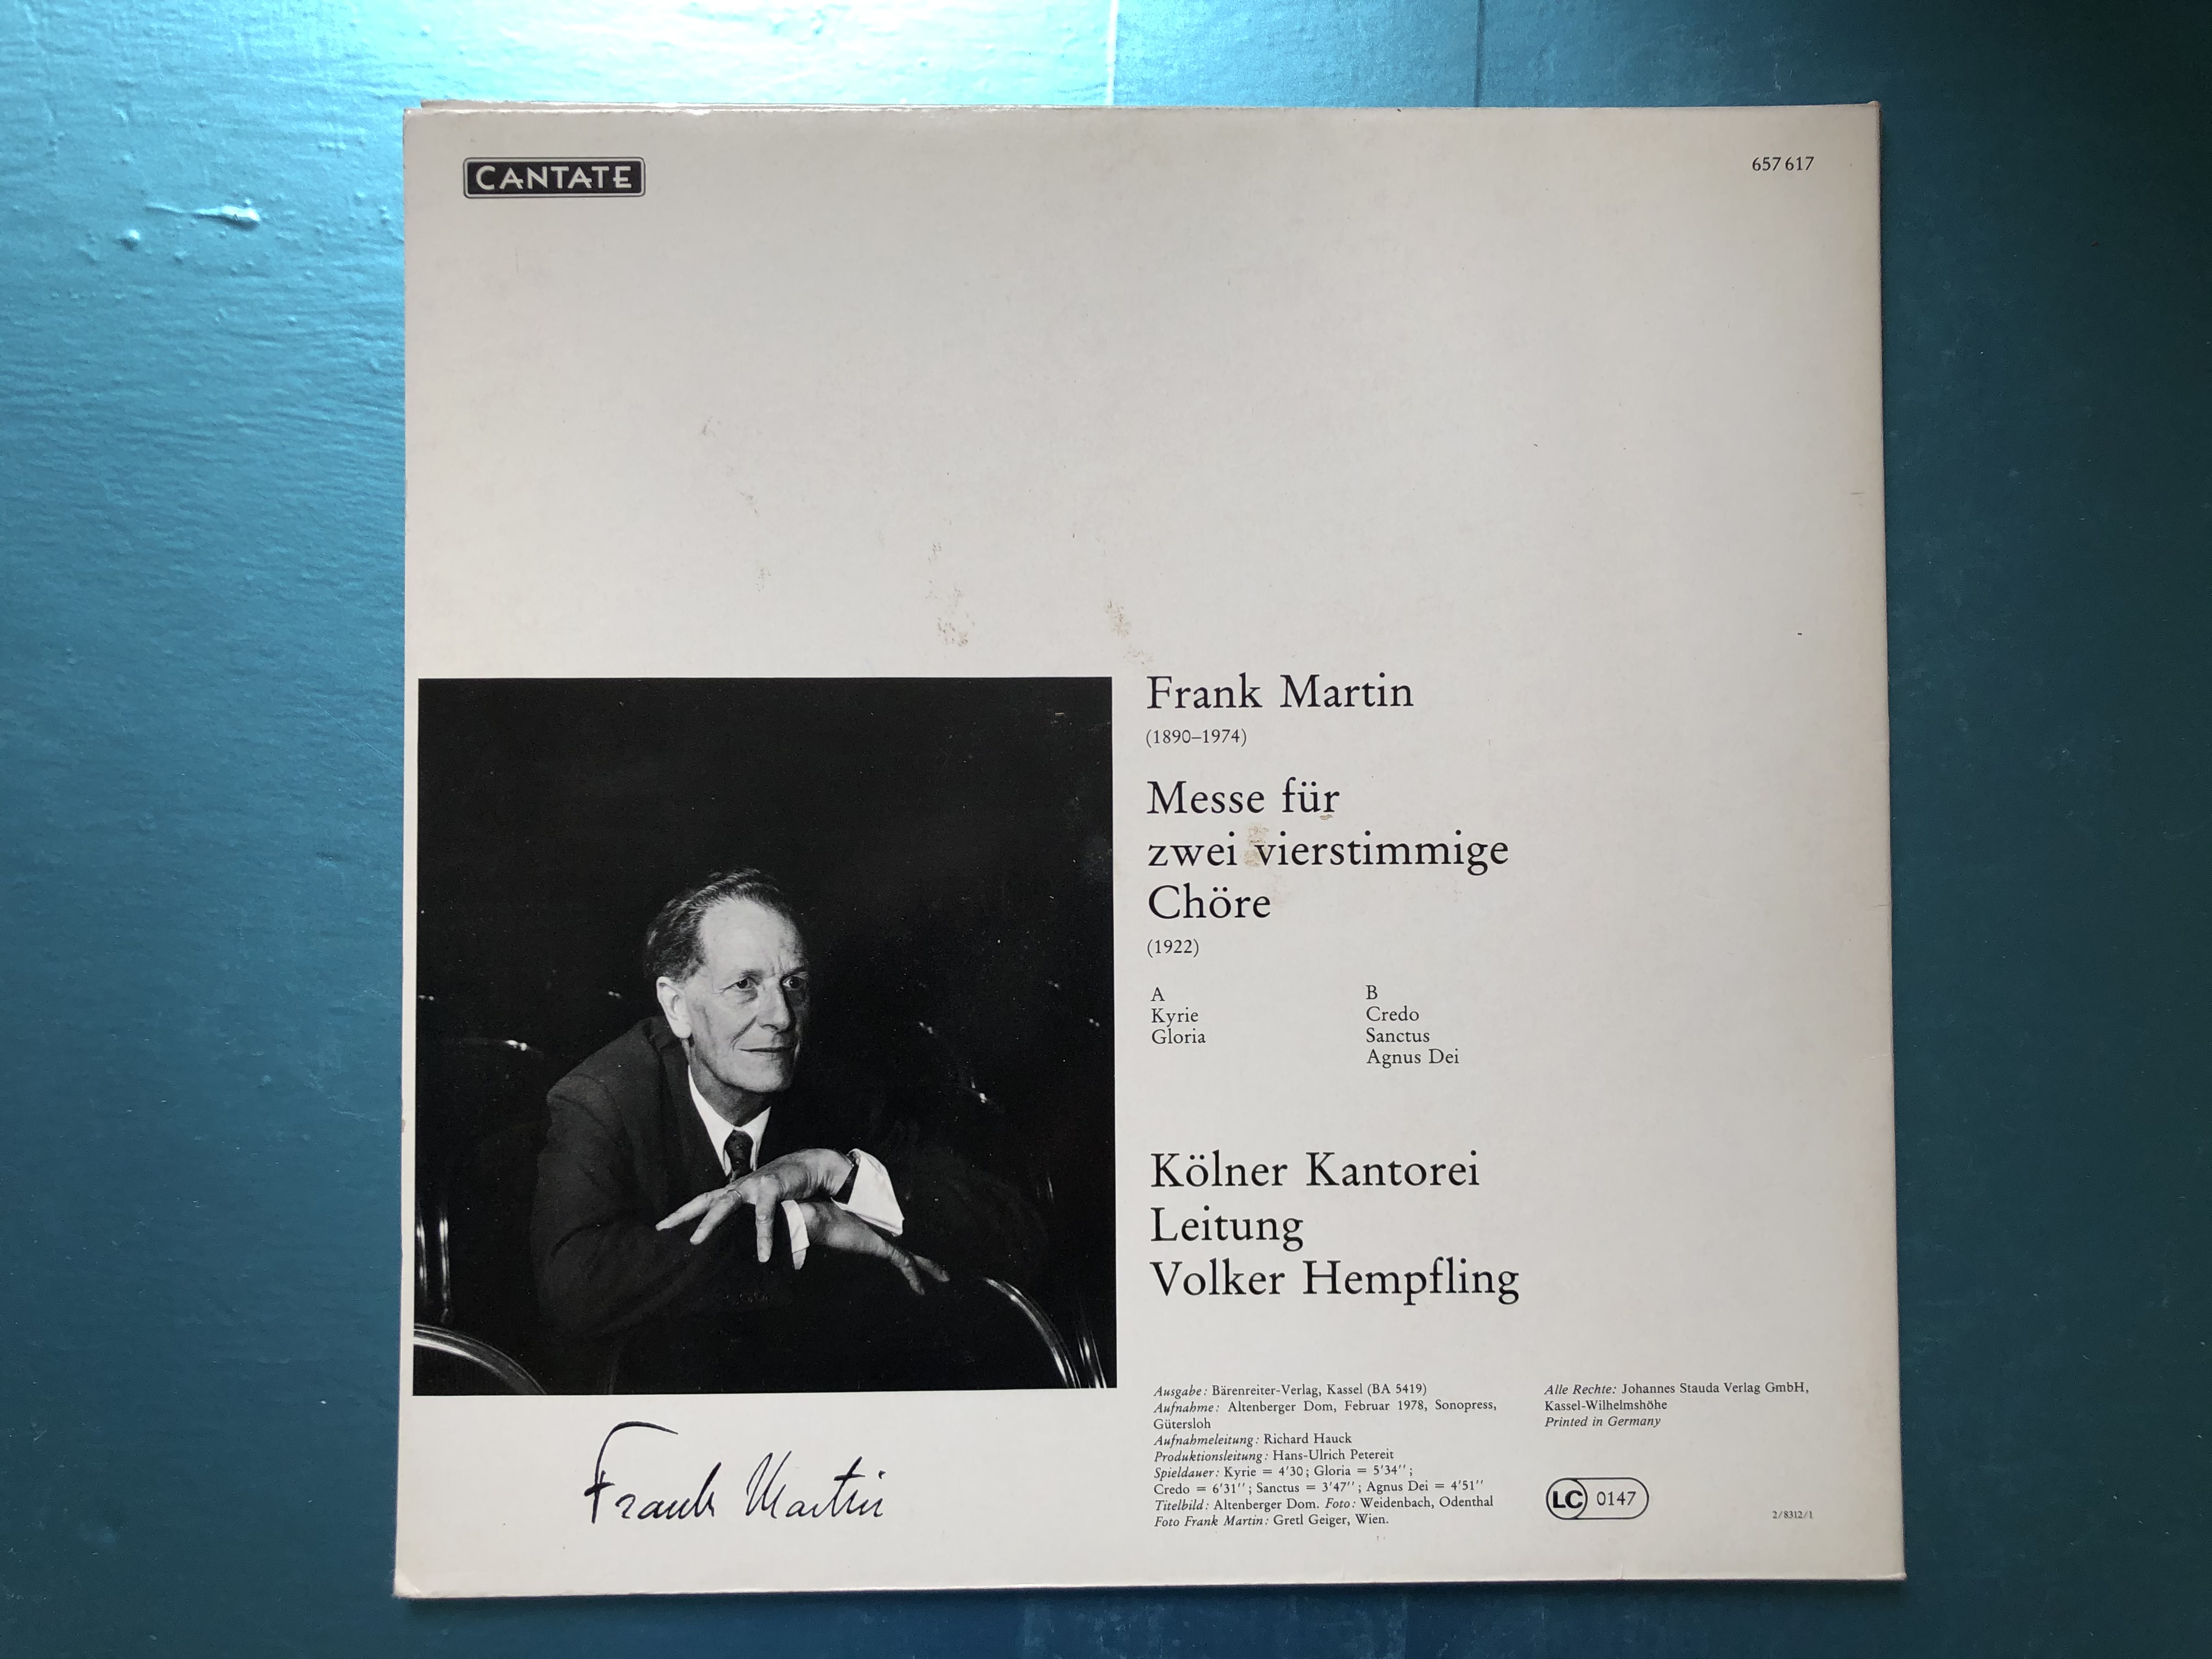 CANTATE
657 617
Frank Martin
(1890–1974)
Messe für
zwei vierstimmige
Chöre
(1922)
A
Kyrie
Gloria
B
Credo
Sanctus
Agnus Dei
Kölner Kantorei
Leitung
Volker Hempfling
Ausgabe: Bärenreiter-Verlag, Kassel (BA 5419)
Aufnahme: Altenberger Dom, Februar 1978, Sonopress,
Gütersloh
Aufnahmeleitung: Richard Hauck
Produktionsleitung: Hans-Ulrich Petereit
Spieldauer: Kyrie = 4'30; Gloria = 5'34'';
Credo = 6'31''; Sanctus = 3'47''; Agnus Dei = 4'51''
Titelbild: Altenberger Dom. Foto: Weidenbach, Odenthal
Foto Frank Martin: Gretl Geiger, Wien.
Alle Rechte: Johannes Stauda Verlag GmbH,
Kassel-Wilhelmshöhe
Printed in Germany
LC 0147
2/8312/1
Frank Martin